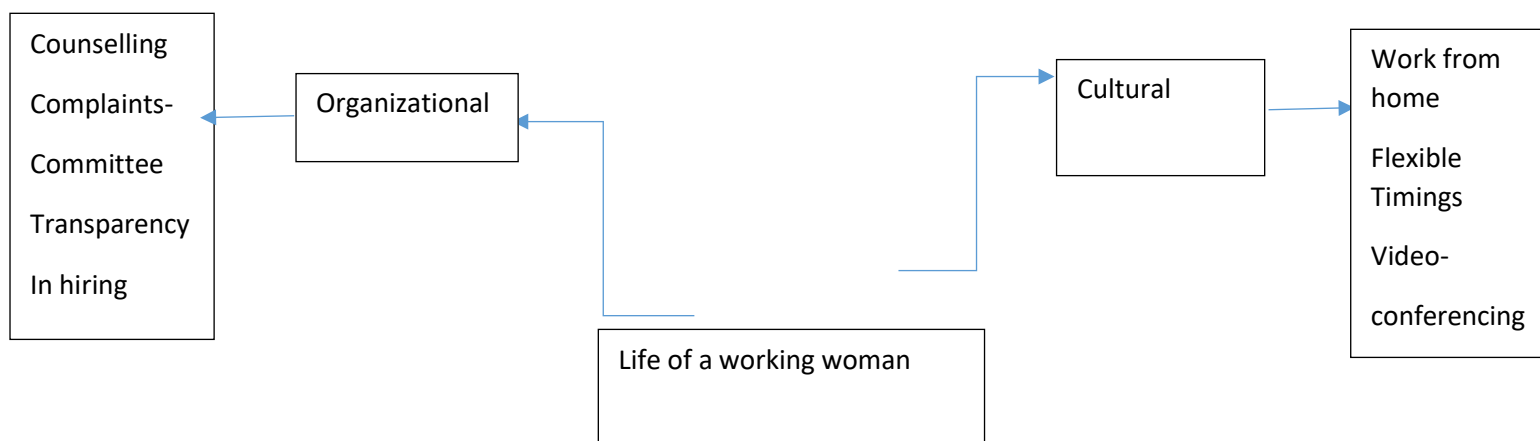 Counselling
Complaints-
Committee
Transparency
In hiring
Organizational
Cultural
Work from
home
Flexible
Timings
Video-
conferencing
Life of a working woman